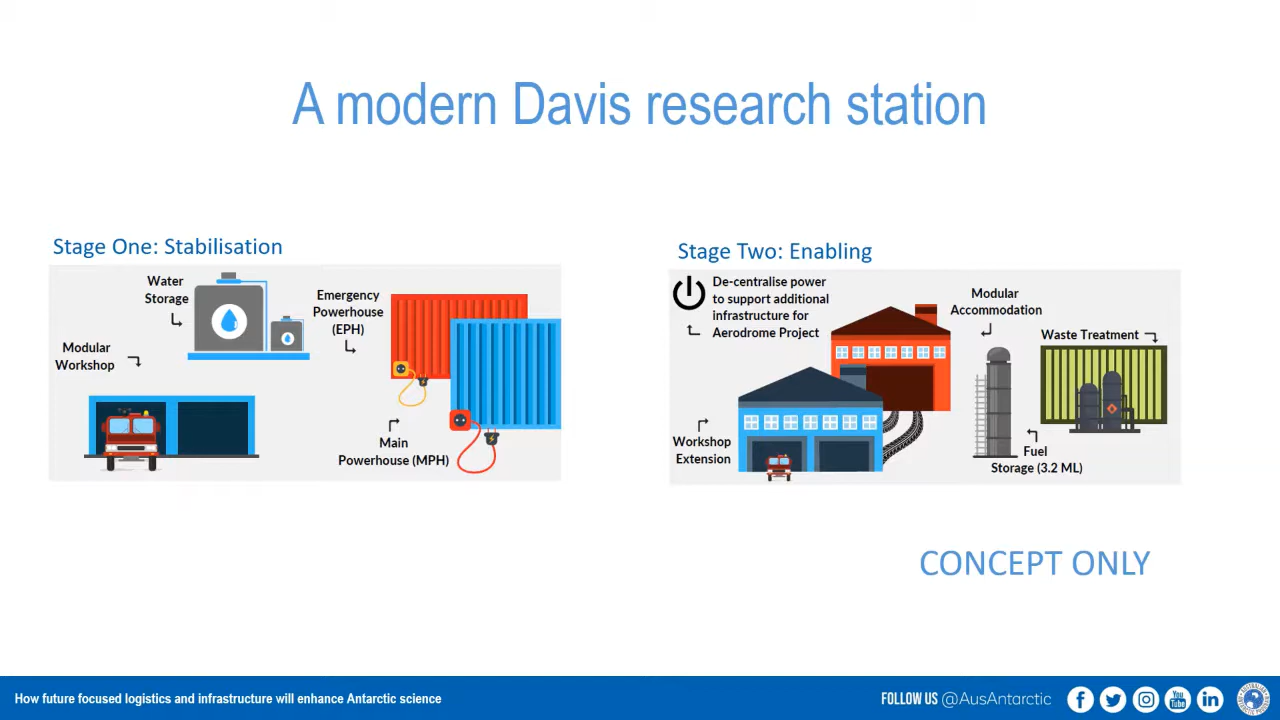 A modern Davis research station
Stage One: Stabilisation
Water
Storage
Emergency
Powerhouse
(EPH)
Modular
Workshop
Main
Powerhouse (MPH)
Stage Two: Enabling
De-centralise power
to support additional
infrastructure for
Aerodrome Project
Modular
Accommodation
Waste Treatment
Workshop
Extension
Fuel
Storage (3.2 ML)
CONCEPT ONLY
How future focused logistics and infrastructure will enhance Antarctic science
FOLLOW US @AusAntarctic
You
Tube